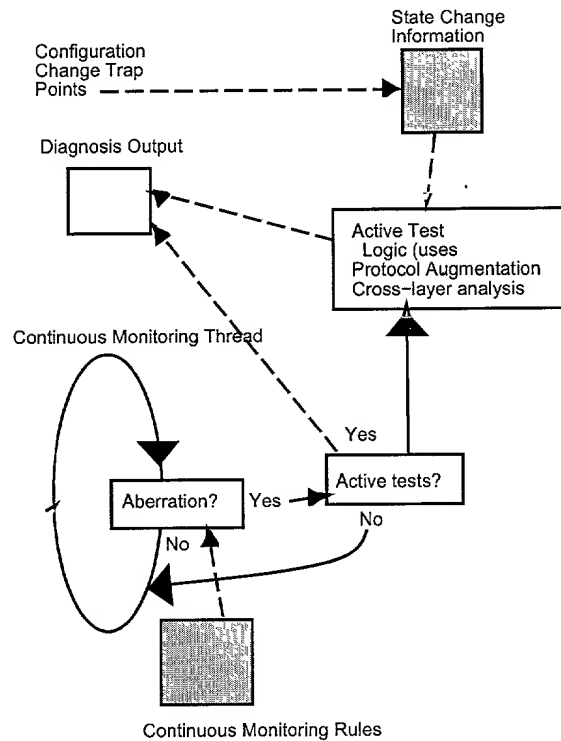 State Change
Information
Configuration
Change Trap
Points
Diagnosis Output
Active Test
Logic (uses
Protocol Augmentation
Cross-layer analysis
Continuous Monitoring Thread
Yes
Active tests?
Aberration?
Yes
No
No
Continuous Monitoring Rules